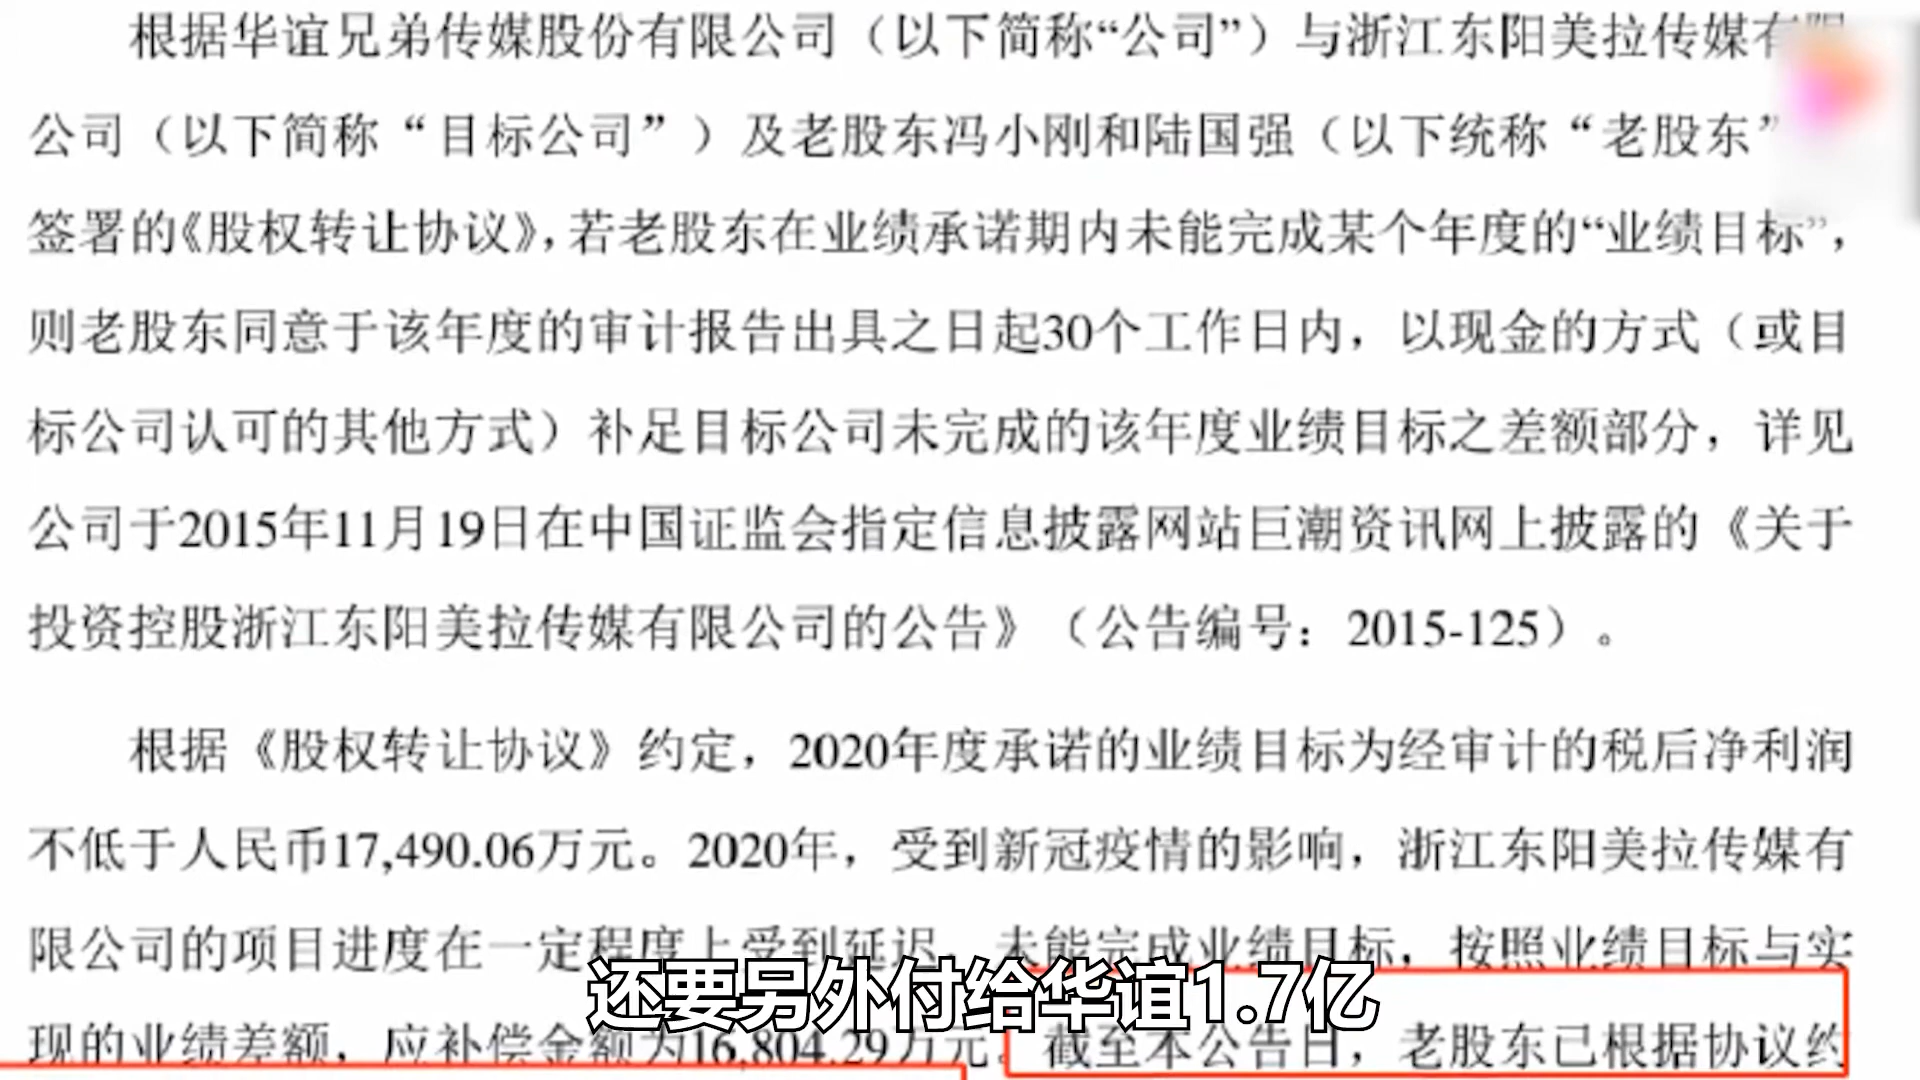 根据华谊兄弟传媒股份有限公司（以下简称“公司”）与浙江东阳美拉传媒有限
公司（以下简称“目标公司”）及老股东冯小刚和陆国强（以下统称“老股东”
签署的《股权转让协议》，若老股东在业绩承诺期内未能完成某个年度的“业绩目标”，
则老股东同意于该年度的审计报告出具之日起30个工作日内，以现金的方式（或目
标公司认可的其他方式）补足目标公司未完成的该年度业绩目标之差额部分，详见
公司于2015年11月19日在中国证监会指定信息披露网站巨潮资讯网上披露的《关于
投资控股浙江东阳美拉传媒有限公司的公告》（公告编号：2015-125）。
根据《股权转让协议》约定，2020年度承诺的业绩目标为经审计的税后净利润
不低于人民币17,490.06万元。2020年，受到新冠疫情的影响，浙江东阳美拉传媒有
限公司的项目进度在一定程度上受到延迟，未能完成业绩目标，按照业绩目标与实
还要另外付给华谊1.7亿
现的业绩差额，应补偿金额为16,804.29万元。截至本公告日，老股东已根据协议约